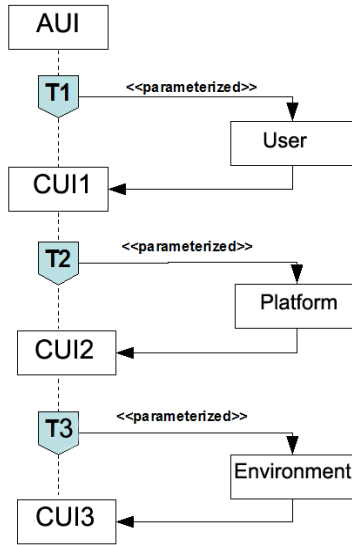 AUI
T1
<<parameterized>>
User
CUI1
T2
<<parameterized>>
Platform
CUI2
T3
<<parameterized>>
Environment
CUI3